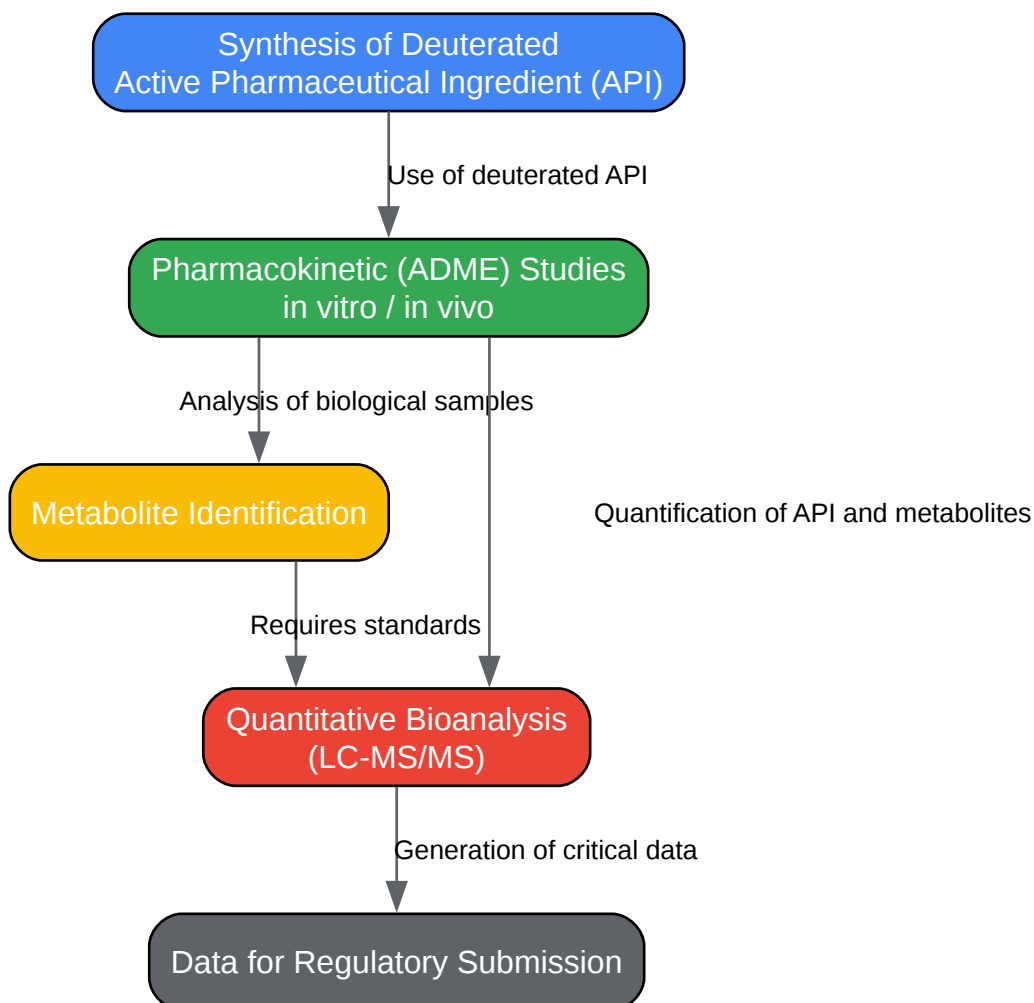 Synthesis of Deuterated
Active Pharmaceutical Ingredient (API)
Use of deuterated API
Pharmacokinetic (ADME) Studies
in vitro / in vivo
Analysis of biological samples
Metabolite Identification
Quantification of API and metabolites
Requires standards
Quantitative Bioanalysis
(LC-MS/MS)
Generation of critical data
Data for Regulatory Submission